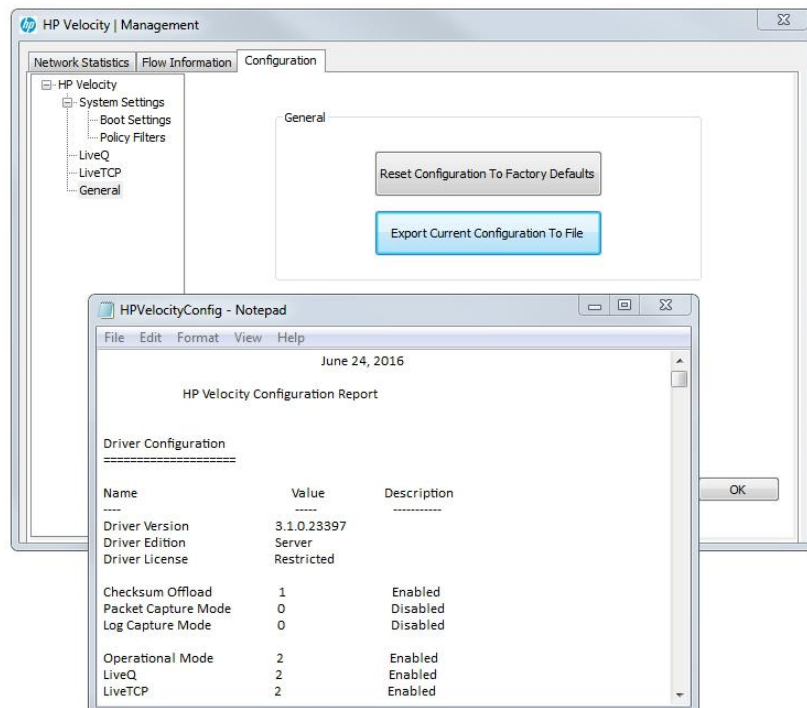 hp HP Velocity | Management
Network Statistics Flow Information Configuration
HP Velocity
System Settings
Boot Settings
Policy Filters
LiveQ
LiveTCP
General
General
Reset Configuration To Factory Defaults
Export Current Configuration To File
OK
HPVelocityConfig - Notepad
File Edit Format View Help
June 24, 2016
HP Velocity Configuration Report
Driver Configuration
====================
Name Value Description
---- ----- -----------
Driver Version 3.1.0.23397
Driver Edition Server
Driver License Restricted
Checksum Offload 1 Enabled
Packet Capture Mode 0 Disabled
Log Capture Mode 0 Disabled
Operational Mode 2 Enabled
LiveQ 2 Enabled
LiveTCP 2 Enabled